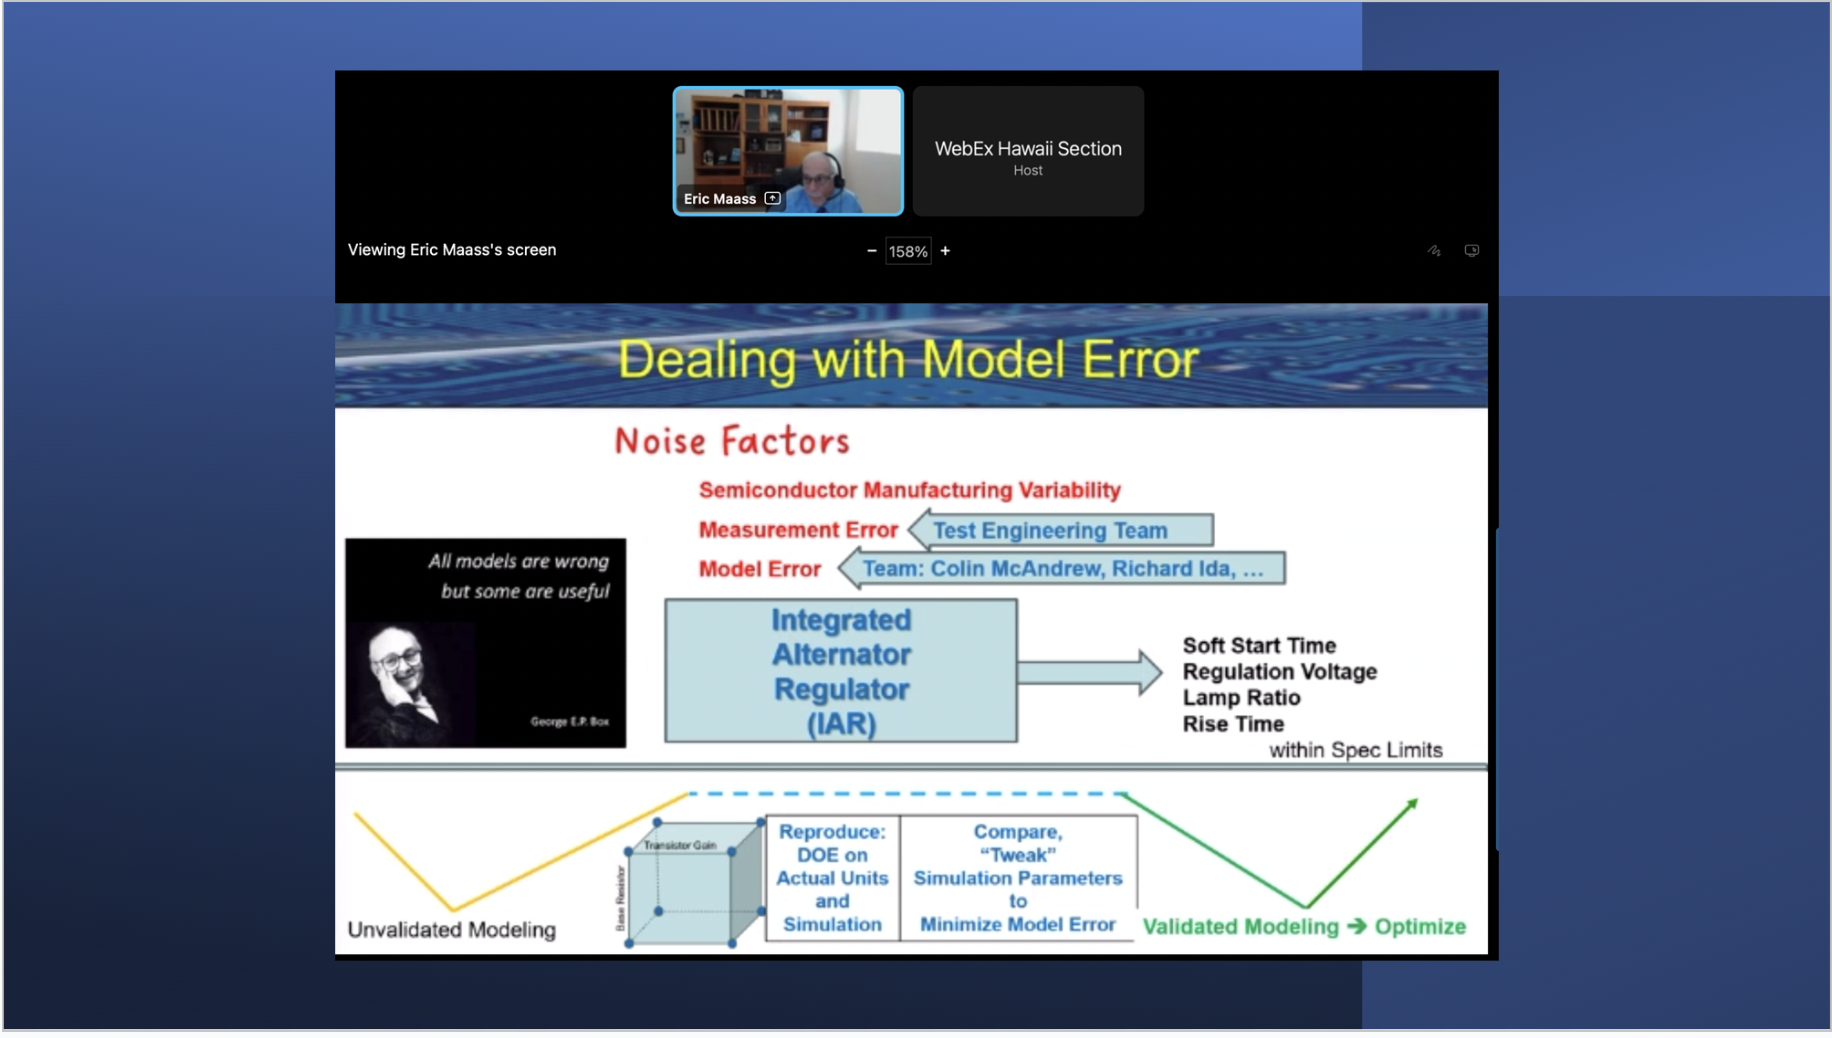 Eric Maass
WebEx Hawaii Section
Host
Viewing Eric Maass's screen
− 158% +
Dealing with Model Error
Noise Factors
Semiconductor Manufacturing Variability
Measurement Error
Test Engineering Team
Model Error
Team: Colin McAndrew, Richard Ida, ...
All models are wrong
but some are useful
George E.P. Box
Integrated
Alternator
Regulator
(IAR)
Soft Start Time
Regulation Voltage
Lamp Ratio
Rise Time
within Spec Limits
Unvalidated Modeling
Transistor Gain
Base Resistor
Reproduce:
DOE on
Actual Units
and
Simulation
Compare,
“Tweak”
Simulation Parameters
to
Minimize Model Error
Validated Modeling ➔ Optimize